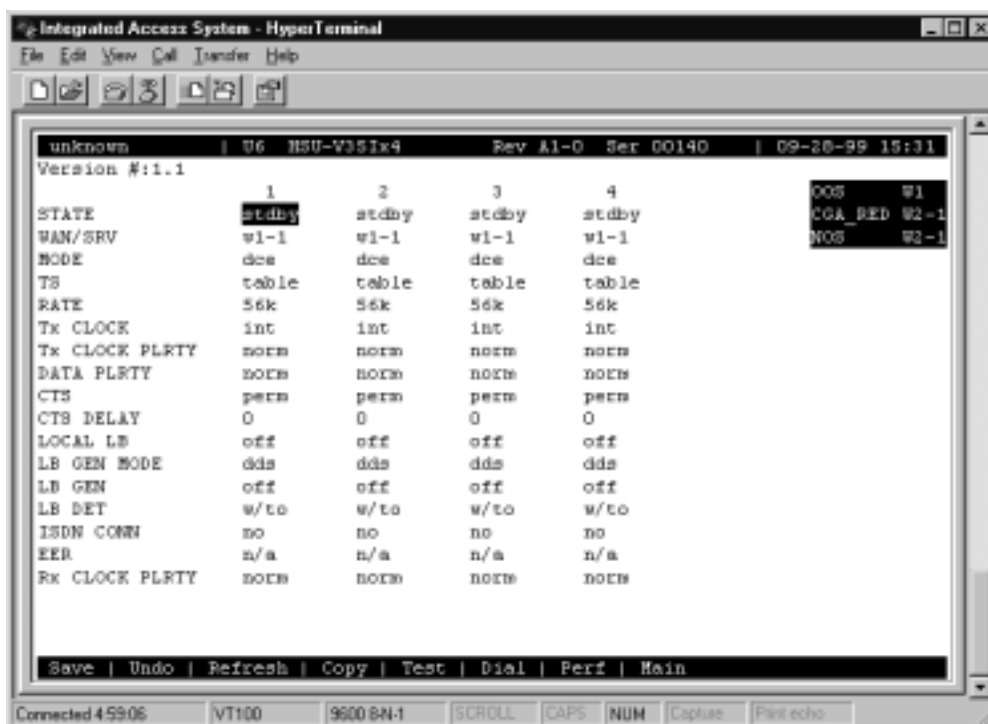 Integrated Access System - HyperTerminal
File Edit View Call Transfer Help
unknown | U6 HSU-V35Ix4 Rev A1-0 Ser 00140 | 09-28-99 15:31
Version #:1.1
1 2 3 4 OOS W1
STATE stdby stdby stdby stdby CGA_RED W2-1
WAN/SRV w1-1 w1-1 w1-1 w1-1 NOS W2-1
MODE dce dce dce dce
TS table table table table
RATE 56k 56k 56k 56k
Tx CLOCK int int int int
Tx CLOCK PLRTY norm norm norm norm
DATA PLRTY norm norm norm norm
CTS perm perm perm perm
CTS DELAY 0 0 0 0
LOCAL LB off off off off
LB GEN MODE dds dds dds dds
LB GEN off off off off
LB DET w/to w/to w/to w/to
ISDN CONN no no no no
EER n/a n/a n/a n/a
Rx CLOCK PLRTY norm norm norm norm
Save | Undo | Refresh | Copy | Test | Dial | Perf | Main
Connected 4:59:06 VT100 9600 8-N-1 SCROLL CAPS NUM Capture Print echo